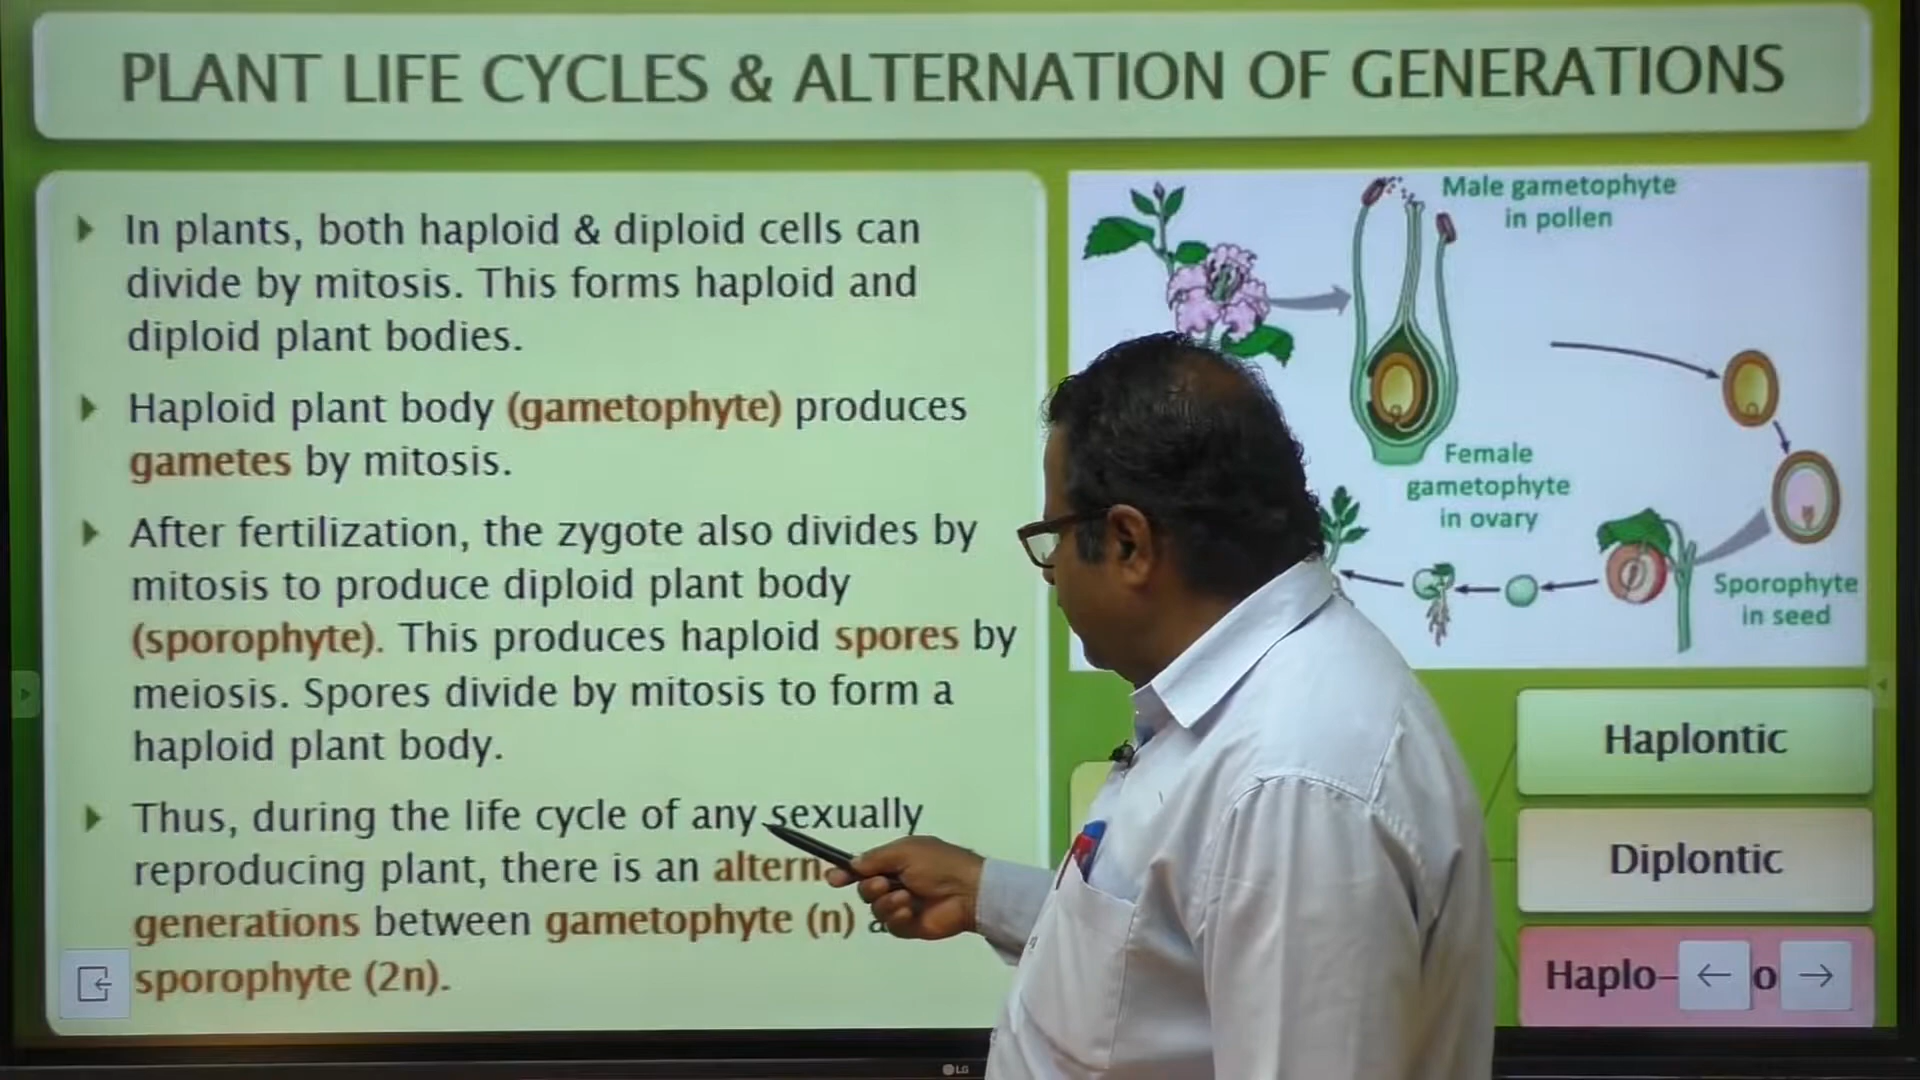 PLANT LIFE CYCLES & ALTERNATION OF GENERATIONS
In plants, both haploid & diploid cells can
divide by mitosis. This forms haploid and
diploid plant bodies.
Haploid plant body (gametophyte) produces
gametes by mitosis.
After fertilization, the zygote also divides by
mitosis to produce diploid plant body
(sporophyte). This produces haploid spores by
meiosis. Spores divide by mitosis to form a
haploid plant body.
Thus, during the life cycle of any sexually
reproducing plant, there is an
generations between gametophyte (n)
sporophyte (2n).
Male gametophyte
in pollen
Female
gametophyte
in ovary
Sporophyte
in seed
Haplontic
Diplontic
Haplo–
LG